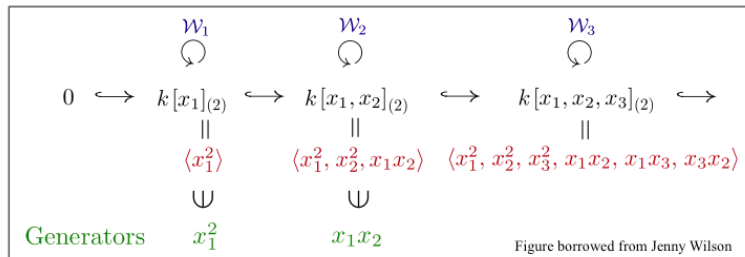 𝒲₁ 𝒲₂ 𝒲₃
0 ↪ k[x₁]₍₂₎ ↪ k[x₁, x₂]₍₂₎ ↪ k[x₁, x₂, x₃]₍₂₎ ↪
⟨x₁²⟩ ⟨x₁², x₂², x₁x₂⟩ ⟨x₁², x₂², x₃², x₁x₂, x₁x₃, x₃x₂⟩
Generators x₁² x₁x₂
Figure borrowed from Jenny Wilson